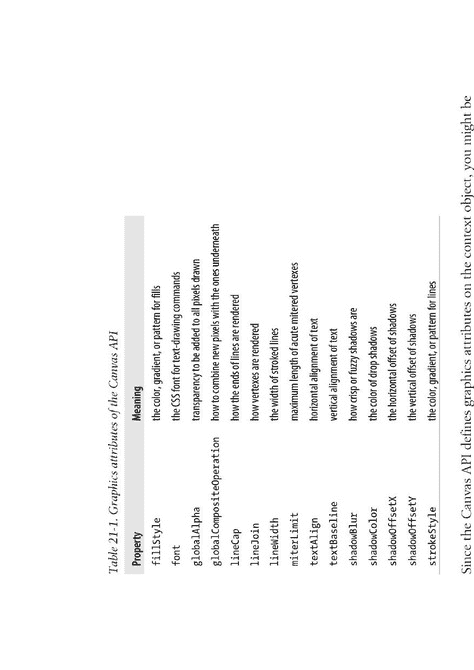 Table 21-1. Graphics attributes of the Canvas API
Property Meaning
fillStyle the color, gradient, or pattern for fills
font the CSS font for text-drawing commands
globalAlpha transparency to be added to all pixels drawn
globalCompositeOperation how to combine new pixels with the ones underneath
lineCap how the ends of lines are rendered
lineJoin how vertexes are rendered
lineWidth the width of stroked lines
miterLimit maximum length of acute mitered vertexes
textAlign horizontal alignment of text
textBaseline vertical alignment of text
shadowBlur how crisp or fuzzy shadows are
shadowColor the color of drop shadows
shadowOffsetX the horizontal offset of shadows
shadowOffsetY the vertical offset of shadows
strokeStyle the color, gradient, or pattern for lines
Since the Canvas API defines graphics attributes on the context object, you might be